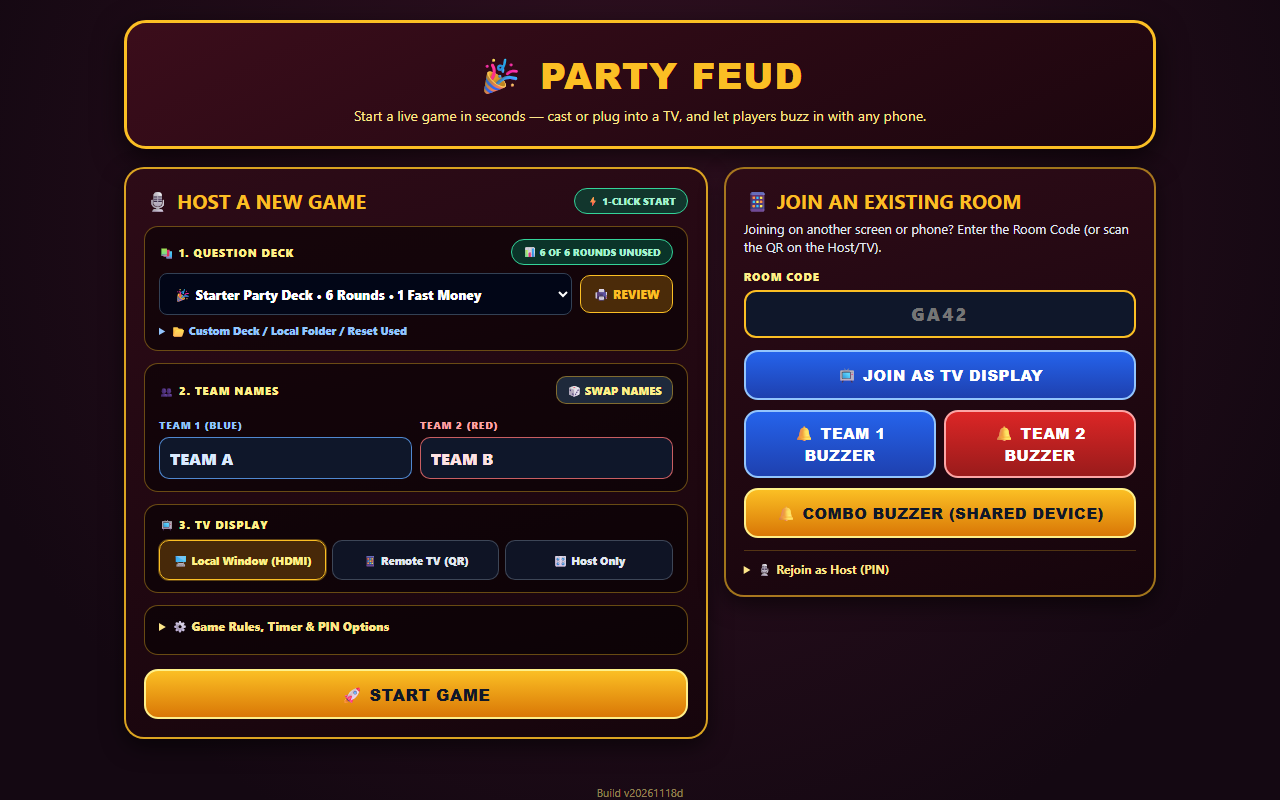 PARTY FEUD
Start a live game in seconds — cast or plug into a TV, and let players buzz in with any phone.
HOST A NEW GAME
1-CLICK START
1. QUESTION DECK
6 OF 6 ROUNDS UNUSED
Starter Party Deck • 6 Rounds • 1 Fast Money
REVIEW
Custom Deck / Local Folder / Reset Used
2. TEAM NAMES
SWAP NAMES
TEAM 1 (BLUE)
TEAM 2 (RED)
TEAM A
TEAM B
3. TV DISPLAY
Local Window (HDMI)
Remote TV (QR)
Host Only
Game Rules, Timer & PIN Options
START GAME
JOIN AN EXISTING ROOM
Joining on another screen or phone? Enter the Room Code (or scan
the QR on the Host/TV).
ROOM CODE
GA42
JOIN AS TV DISPLAY
TEAM 1
BUZZER
TEAM 2
BUZZER
COMBO BUZZER (SHARED DEVICE)
Rejoin as Host (PIN)
Build v20261118d